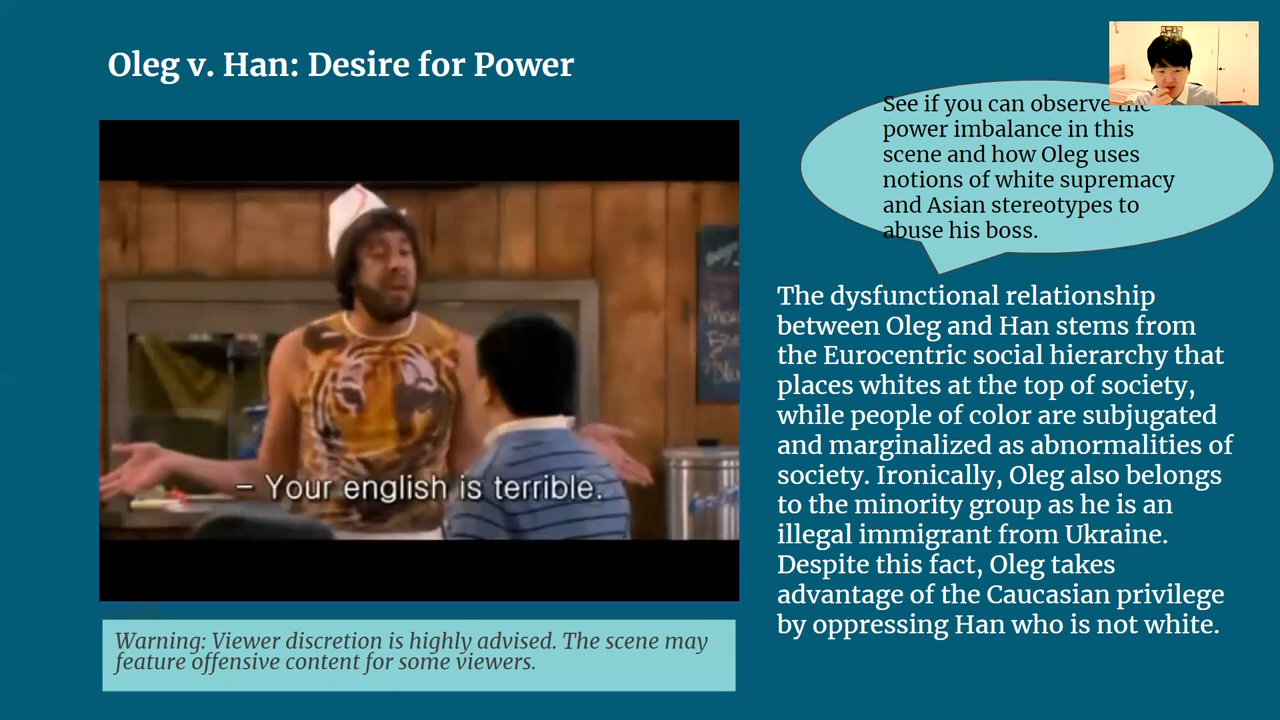 Oleg v. Han: Desire for Power
See if you can observe the
power imbalance in this
scene and how Oleg uses
notions of white supremacy
and Asian stereotypes to
abuse his boss.
– Your english is terrible.
The dysfunctional relationship
between Oleg and Han stems from
the Eurocentric social hierarchy that
places whites at the top of society,
while people of color are subjugated
and marginalized as abnormalities of
society. Ironically, Oleg also belongs
to the minority group as he is an
illegal immigrant from Ukraine.
Despite this fact, Oleg takes
advantage of the Caucasian privilege
by oppressing Han who is not white.
Warning: Viewer discretion is highly advised. The scene may
feature offensive content for some viewers.